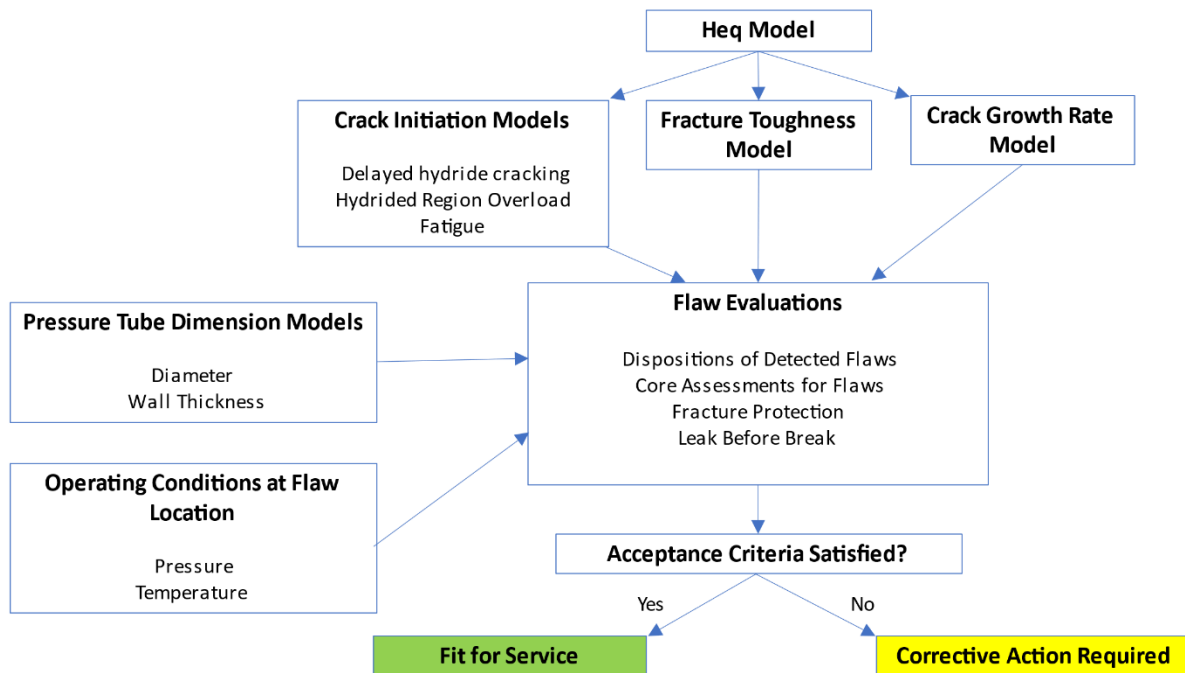 Heq Model
Crack Initiation Models
Delayed hydride cracking
Hydrided Region Overload
Fatigue
Fracture Toughness
Model
Crack Growth Rate
Model
Pressure Tube Dimension Models
Diameter
Wall Thickness
Flaw Evaluations
Dispositions of Detected Flaws
Core Assessments for Flaws
Fracture Protection
Leak Before Break
Operating Conditions at Flaw
Location
Pressure
Temperature
Acceptance Criteria Satisfied?
Yes
No
Fit for Service
Corrective Action Required